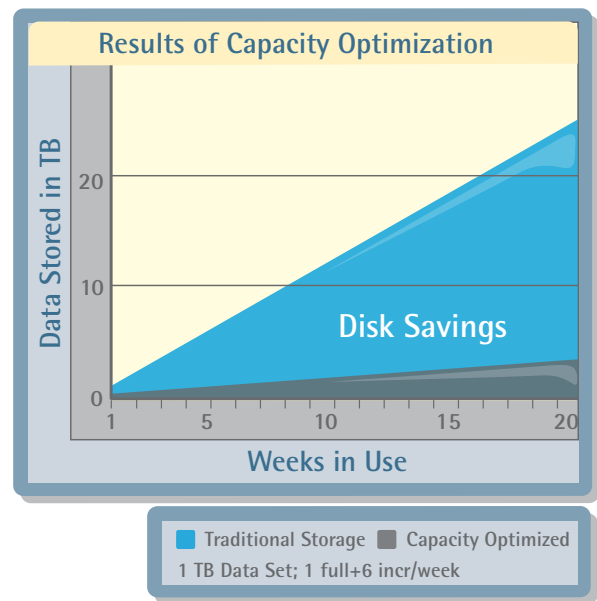 Results of Capacity Optimization
Data Stored in TB
20
10
0
Disk Savings
1 5 10 15 20
Weeks in Use
Traditional Storage Capacity Optimized
1 TB Data Set; 1 full+6 incr/week